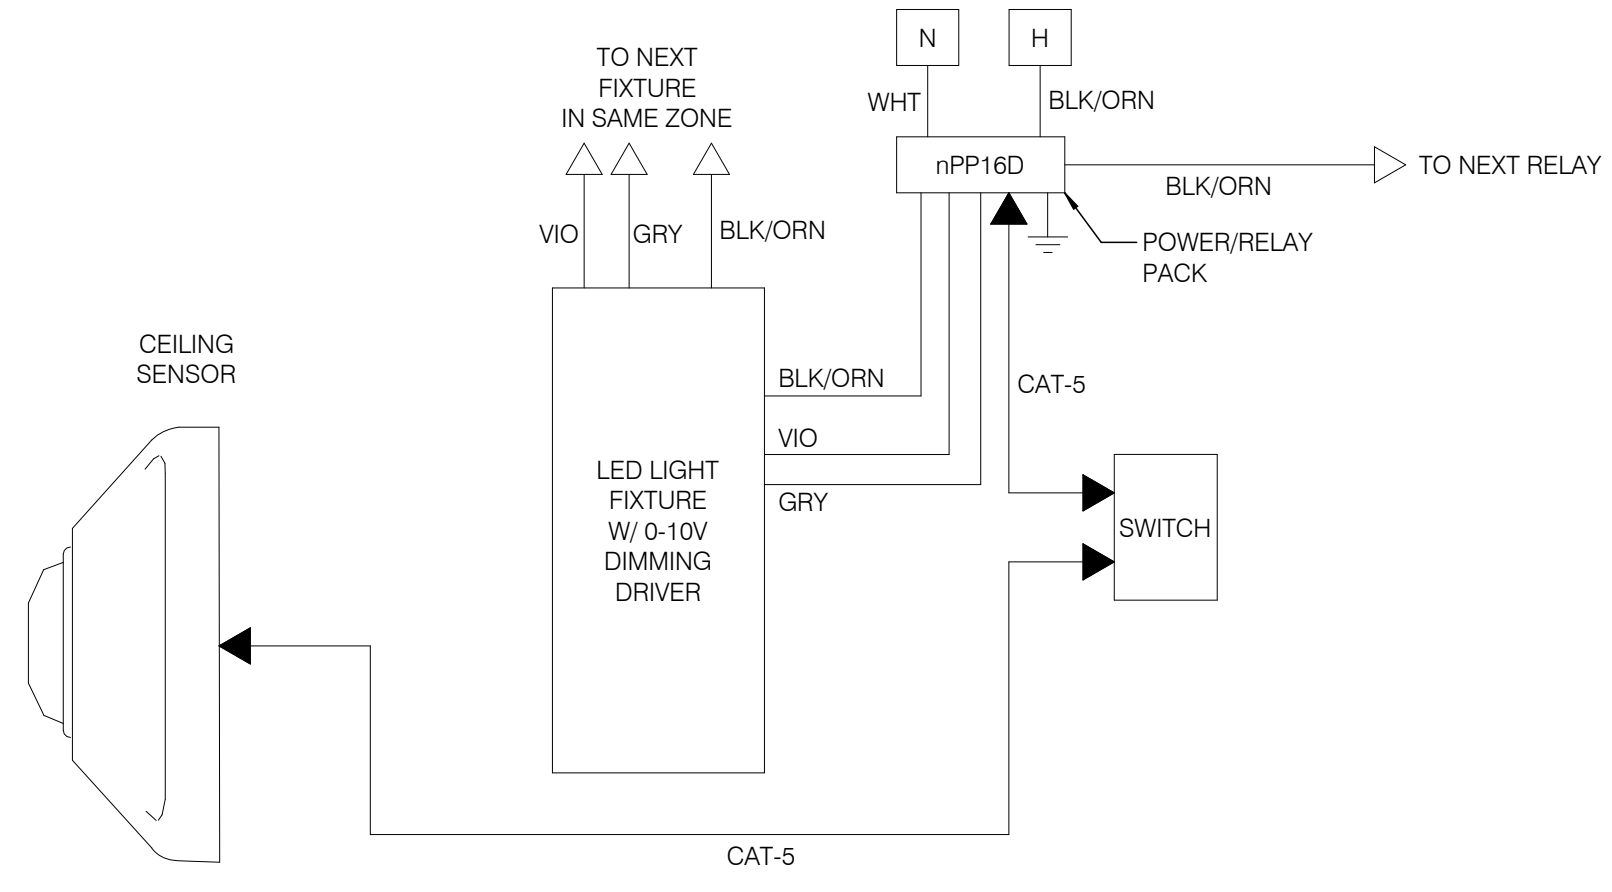 N
H
TO NEXT
FIXTURE
IN SAME ZONE
WHT
BLK/ORN
nPP16D
TO NEXT RELAY
BLK/ORN
VIO
GRY
BLK/ORN
POWER/RELAY
PACK
CEILING
SENSOR
BLK/ORN
CAT-5
VIO
LED LIGHT
FIXTURE
W/ 0-10V
DIMMING
DRIVER
GRY
SWITCH
CAT-5